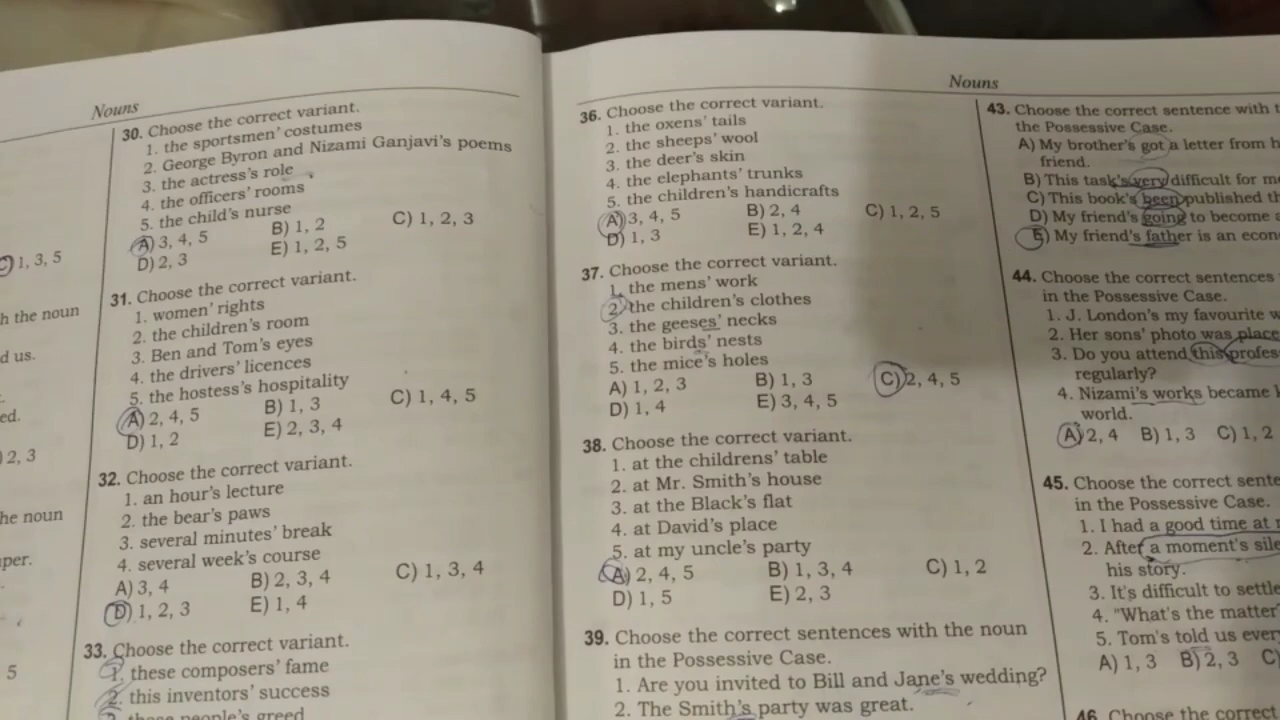 C) 1, 3, 5
h the noun
d us.
ed.
2, 3
he noun
per.
5
Nouns
30. Choose the correct variant.
1. the sportsmen' costumes
2. George Byron and Nizami Ganjavi's poems
3. the actress's role
4. the officers' rooms
5. the child's nurse
A) 3, 4, 5 B) 1, 2 C) 1, 2, 3
D) 2, 3 E) 1, 2, 5
31. Choose the correct variant.
1. women' rights
2. the children's room
3. Ben and Tom's eyes
4. the drivers' licences
5. the hostess's hospitality
A) 2, 4, 5 B) 1, 3 C) 1, 4, 5
D) 1, 2 E) 2, 3, 4
32. Choose the correct variant.
1. an hour's lecture
2. the bear's paws
3. several minutes' break
4. several week's course
A) 3, 4 B) 2, 3, 4 C) 1, 3, 4
D) 1, 2, 3 E) 1, 4
33. Choose the correct variant.
1. these composers' fame
2. this inventors' success
people's greed
36. Choose the correct variant.
1. the oxens' tails
2. the sheeps' wool
3. the deer's skin
4. the elephants' trunks
5. the children's handicrafts
A) 3, 4, 5 B) 2, 4 C) 1, 2, 5
D) 1, 3 E) 1, 2, 4
37. Choose the correct variant.
1. the mens' work
2. the children's clothes
3. the geeses' necks
4. the birds' nests
5. the mice's holes
A) 1, 2, 3 B) 1, 3 C) 2, 4, 5
D) 1, 4 E) 3, 4, 5
38. Choose the correct variant.
1. at the childrens' table
2. at Mr. Smith's house
3. at the Black's flat
4. at David's place
5. at my uncle's party
A) 2, 4, 5 B) 1, 3, 4 C) 1, 2
D) 1, 5 E) 2, 3
39. Choose the correct sentences with the noun
in the Possessive Case.
1. Are you invited to Bill and Jane's wedding?
2. The Smith's party was great.
Nouns
43. Choose the correct sentence with t
the Possessive Case.
A) My brother's got a letter from h
friend.
B) This task's very difficult for m
C) This book's been published th
D) My friend's going to become a
E) My friend's father is an econ
44. Choose the correct sentences
in the Possessive Case.
1. J. London's my favourite w
2. Her sons' photo was place
3. Do you attend this profes
regularly?
4. Nizami's works became k
world.
A) 2, 4 B) 1, 3 C) 1, 2
45. Choose the correct sente
in the Possessive Case.
1. I had a good time at
2. After a moment's sile
his story.
3. It's difficult to settle
4. "What's the matter
5. Tom's told us ever
A) 1, 3 B) 2, 3 C)
46. Choose the correct